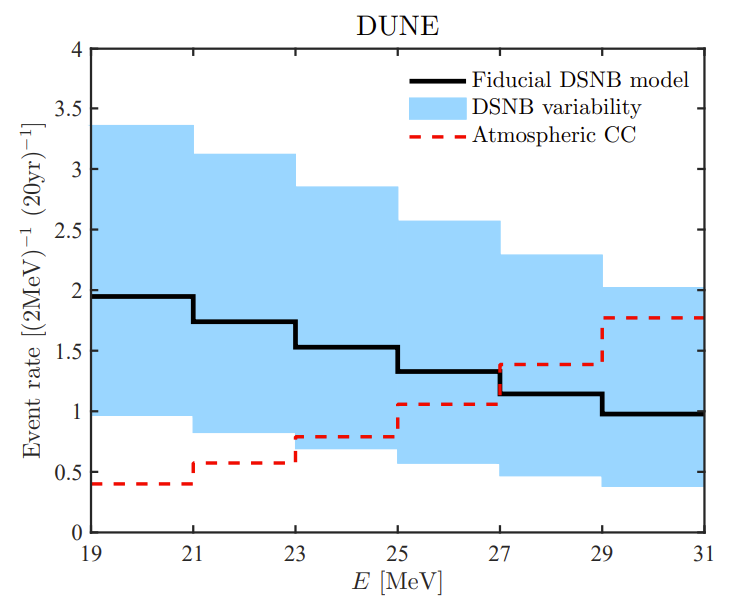 DUNE
Fiducial DSNB model
DSNB variability
Atmospheric CC
Event rate [(2MeV)⁻¹ (20yr)⁻¹]
4
3.5
3
2.5
2
1.5
1
0.5
0
19 21 23 25 27 29 31
E [MeV]